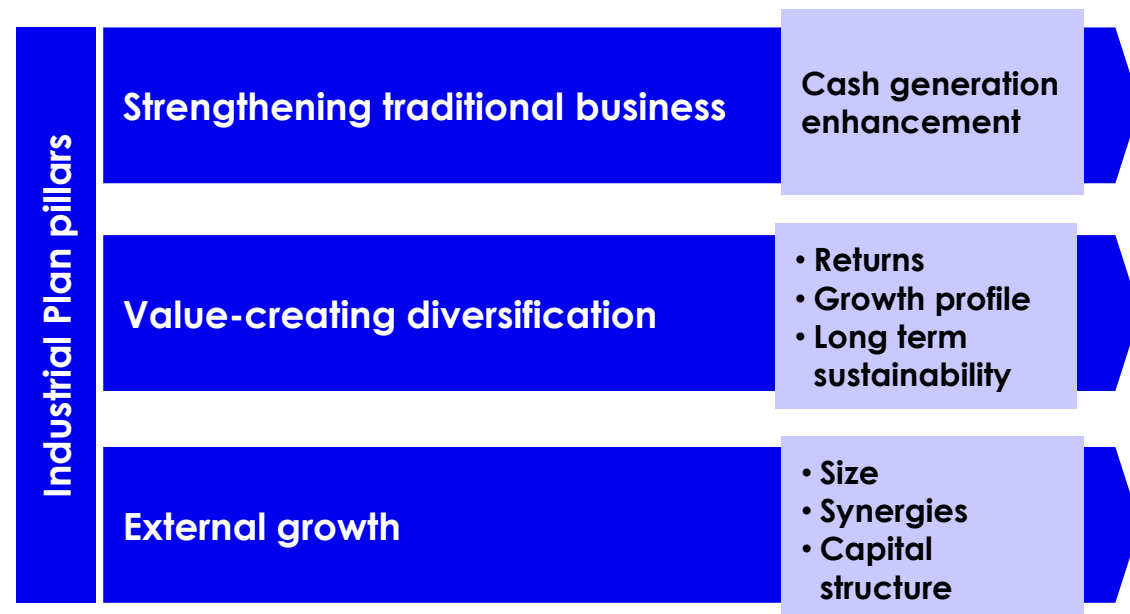 Industrial Plan pillars
Strengthening traditional business
Cash generation
enhancement
Value-creating diversification
• Returns
• Growth profile
• Long term
sustainability
External growth
• Size
• Synergies
• Capital
structure